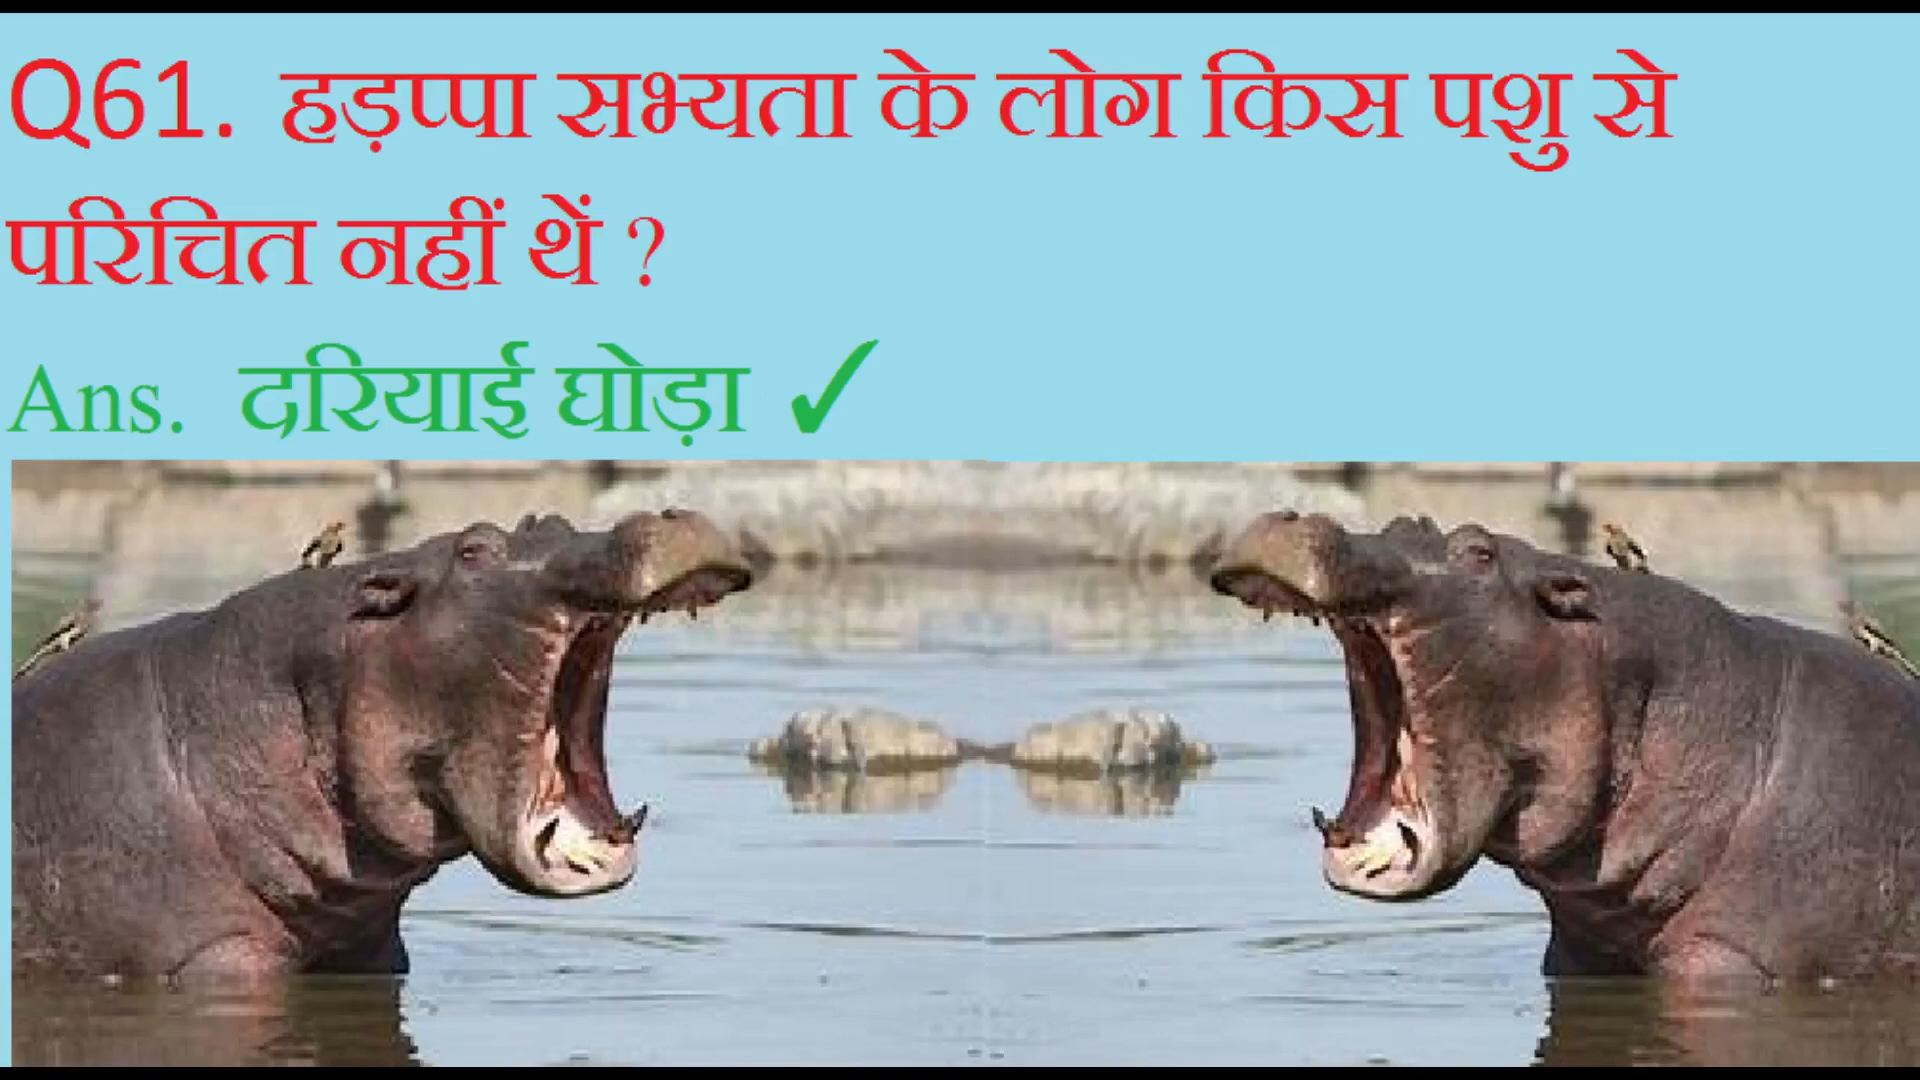 Q61. हड़प्पा सभ्यता के लोग किस पशु से
परिचित नहीं थें ?
Ans. दरियाई घोड़ा ✓